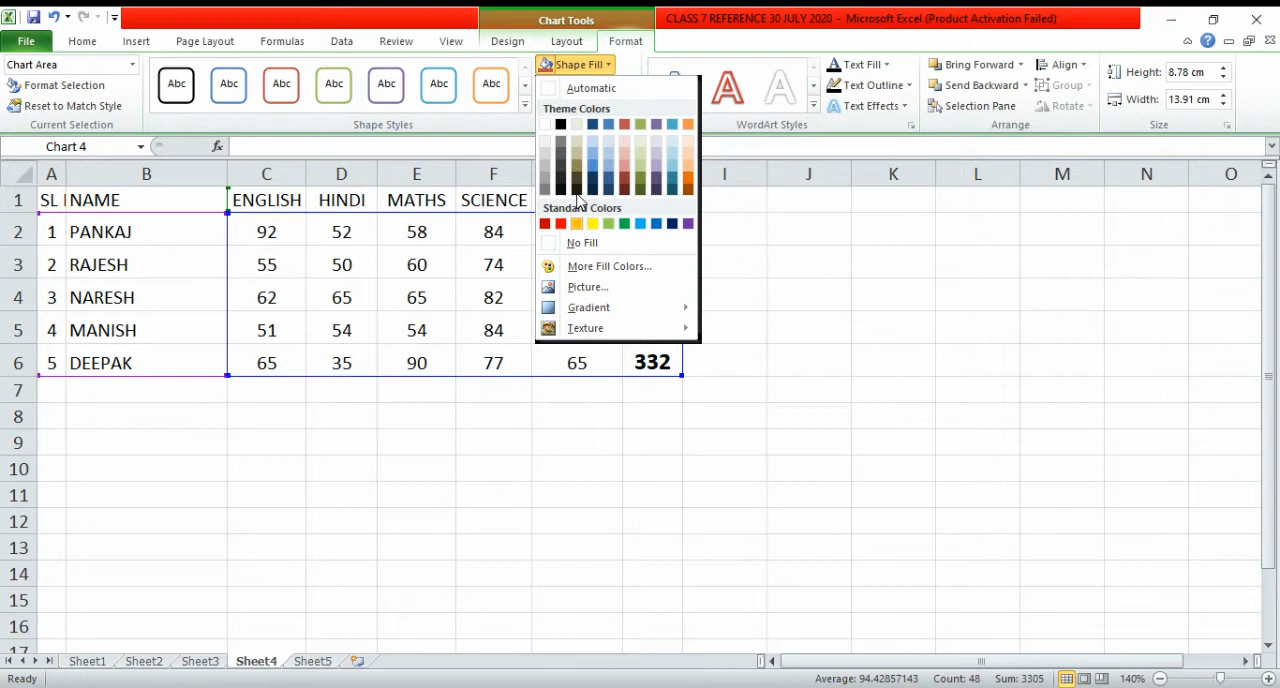 Chart Tools
CLASS 7 REFERENCE 30 JULY 2020 - Microsoft Excel (Product Activation Failed)
File Home Insert Page Layout Formulas Data Review View Design Layout Format
Chart Area
Format Selection
Reset to Match Style
Current Selection
Abc Abc Abc Abc Abc Abc Abc
Shape Styles
Shape Fill
Automatic
Theme Colors
Standard Colors
No Fill
More Fill Colors...
Picture...
Gradient
Texture
A A
WordArt Styles
Text Fill
Text Outline
Text Effects
Bring Forward
Send Backward
Selection Pane
Align
Group
Rotate
Arrange
Height: 8.78 cm
Width: 13.91 cm
Size
Chart 4 fx
A B C D E F I J K L M N O
1 SL NAME ENGLISH HINDI MATHS SCIENCE
2 1 PANKAJ 92 52 58 84
3 2 RAJESH 55 50 60 74
4 3 NARESH 62 65 65 82
5 4 MANISH 51 54 54 84
6 5 DEEPAK 65 35 90 77 65 332
7
8
9
10
11
12
13
14
15
16
17
Sheet1 Sheet2 Sheet3 Sheet4 Sheet5
Ready Average: 94.42857143 Count: 48 Sum: 3305 140%